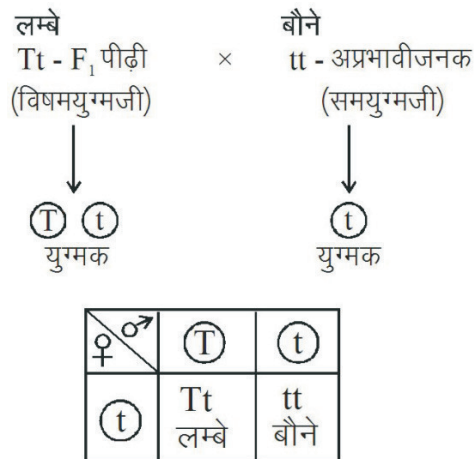 लम्बे बौने
Tt - F₁ पीढ़ी × tt - अप्रभावीजनक
(विषमयुग्मजी) (समयुग्मजी)
T t t
युग्मक युग्मक
♀ ♂ T t
t Tt tt
लम्बे बौने